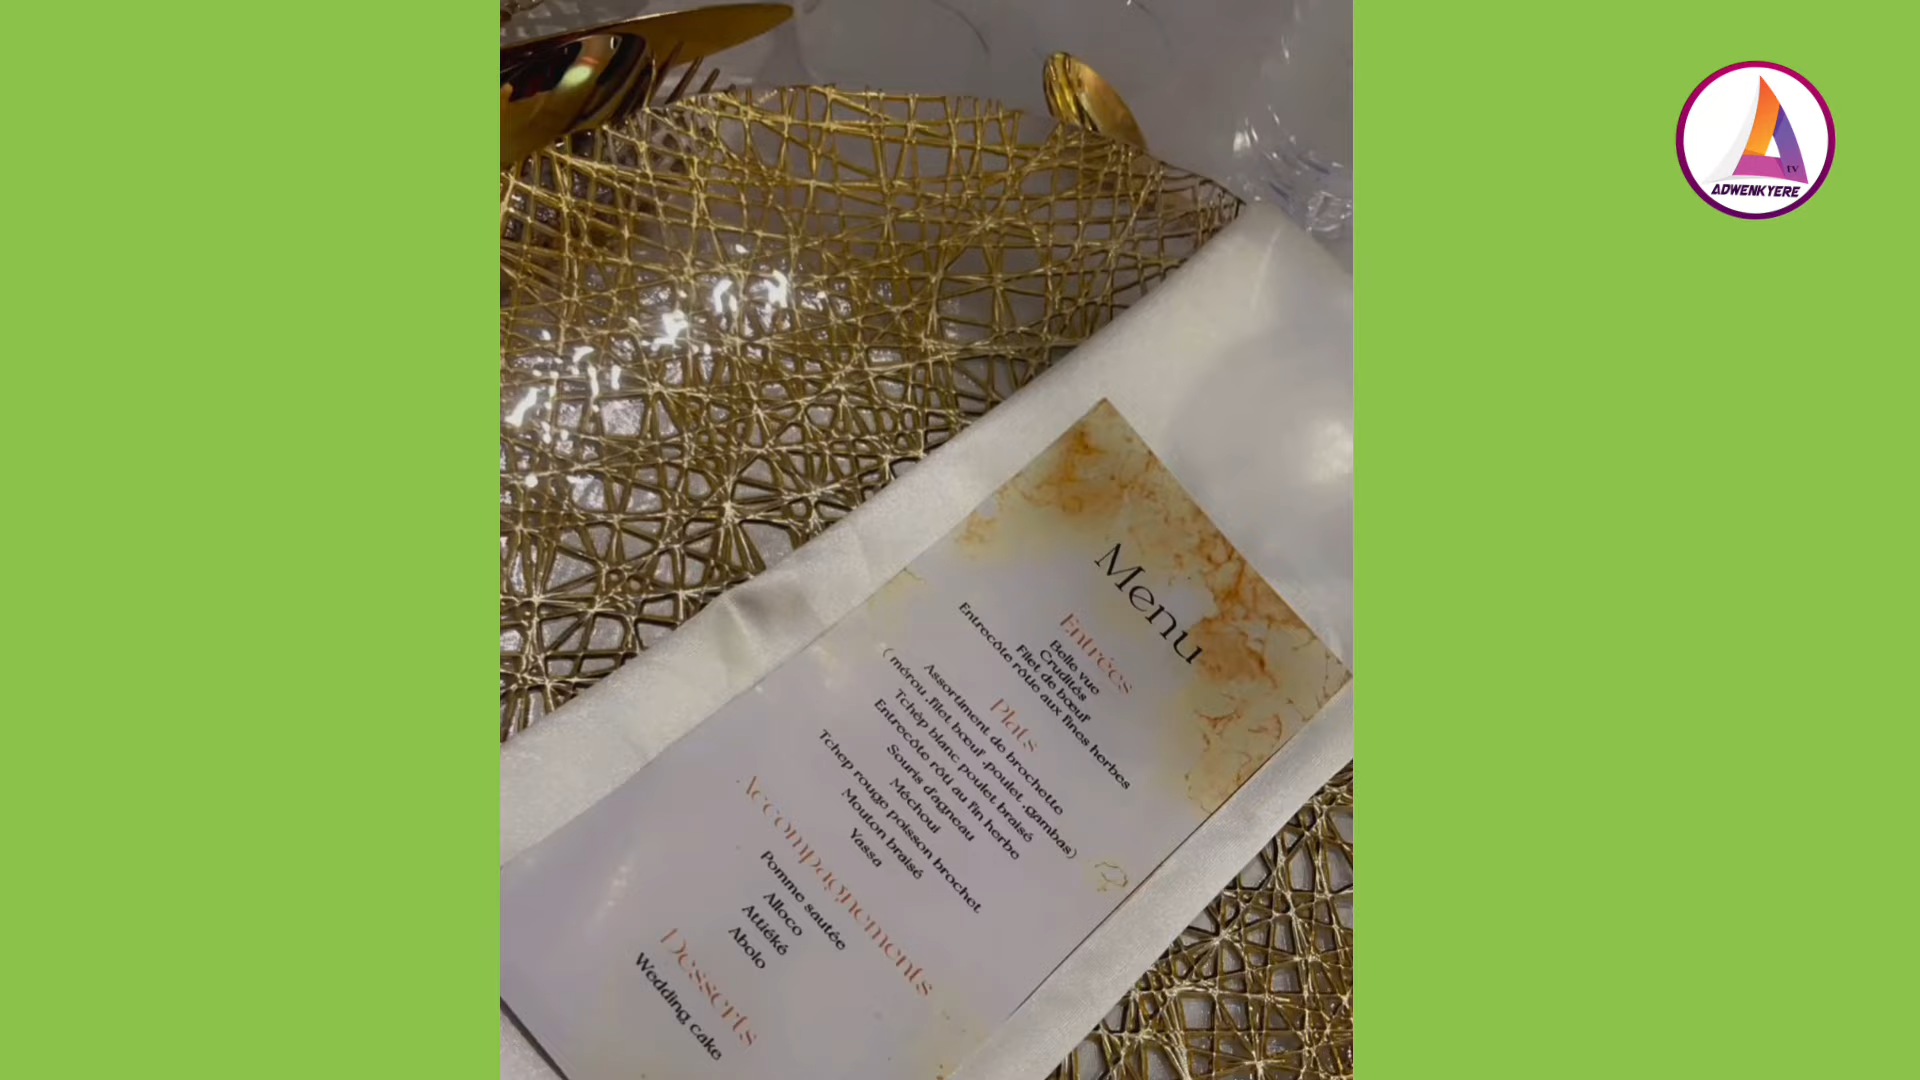 Menu
Entrées
Belle vue
Crudités
Filet de bœuf
Entrecôte rôtie aux fines herbes
Plats
Assortiment de brochette
( mérou ,filet bœuf ,poulet ,gambas)
Tchèp blanc poulet braisé
Entrecôte rôti au fin herbe
Souris d'agneau
Méchoui
Tchep rouge poisson brochet
Mouton braisé
Yassa
Accompagnements
Pomme sautée
Alloco
Attiéké
Abolo
Desserts
Wedding cake
TV
ADWENKYERE